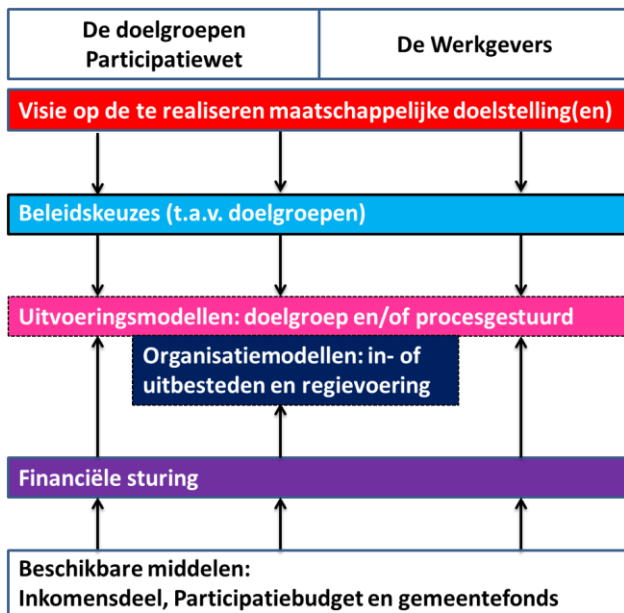 De doelgroepen
Participatiewet
De Werkgevers
Visie op de te realiseren maatschappelijke doelstelling(en)
Beleidskeuzes (t.a.v. doelgroepen)
Uitvoeringsmodellen: doelgroep en/of procesgestuurd
Organisatiemodellen: in- of
uitbesteden en regievoering
Financiële sturing
Beschikbare middelen:
Inkomensdeel, Participatiebudget en gemeentefonds